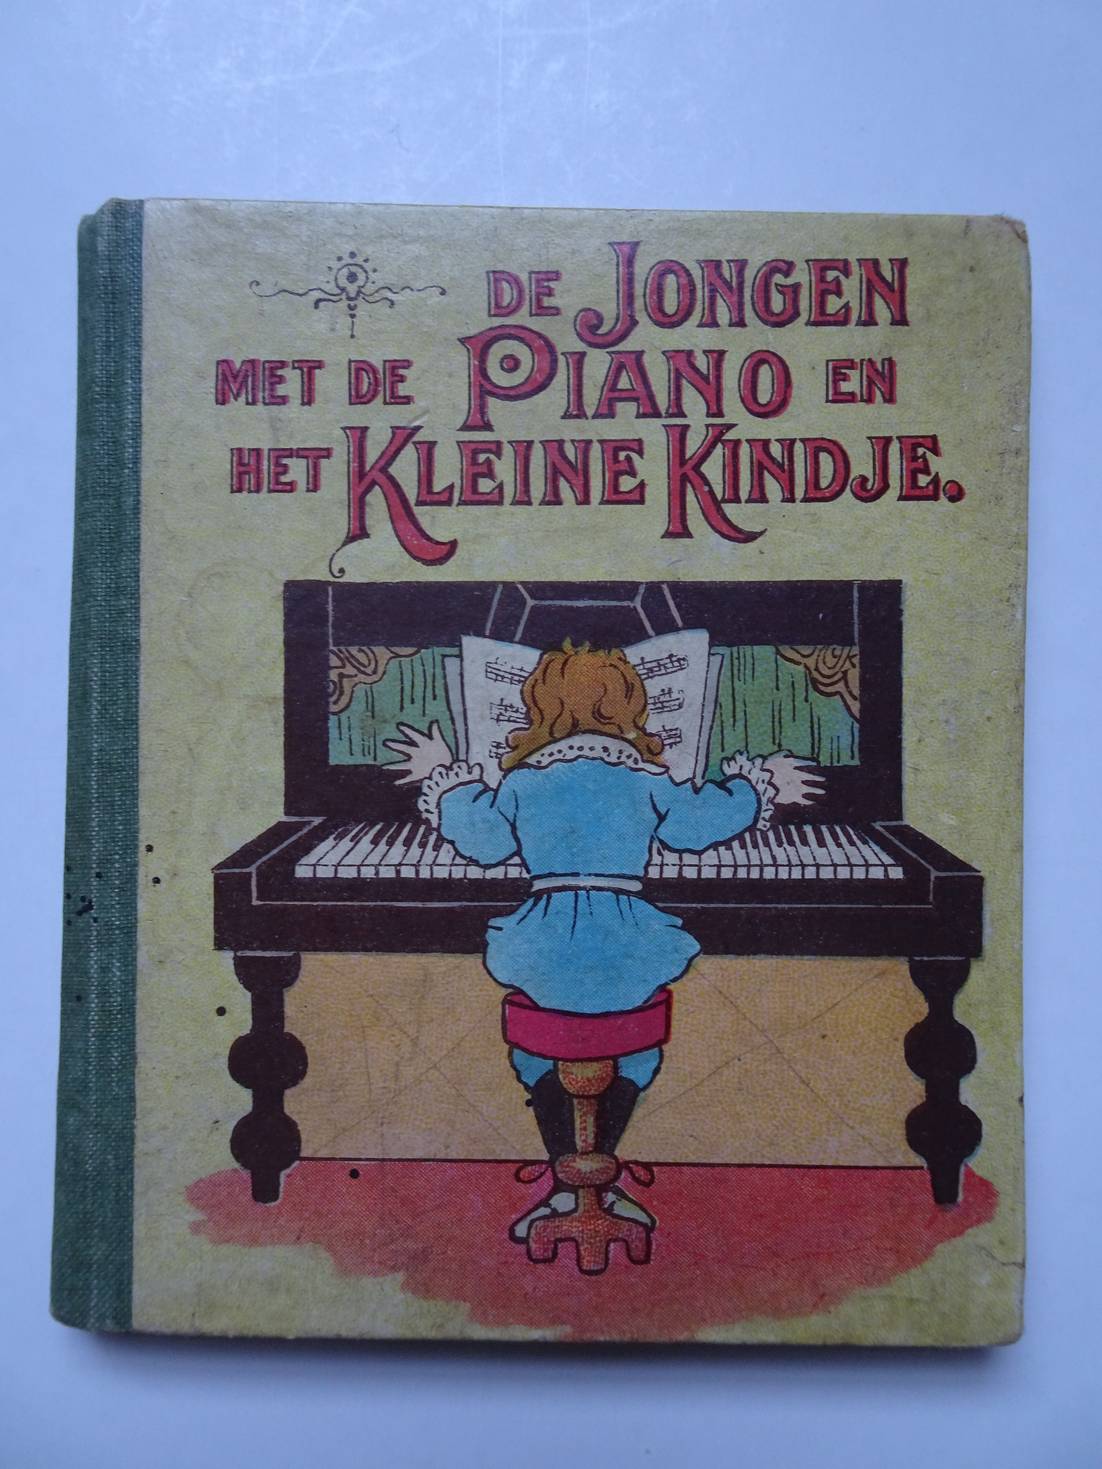 DE JONGEN
MET DE PIANO EN
HET KLEINE KINDJE.